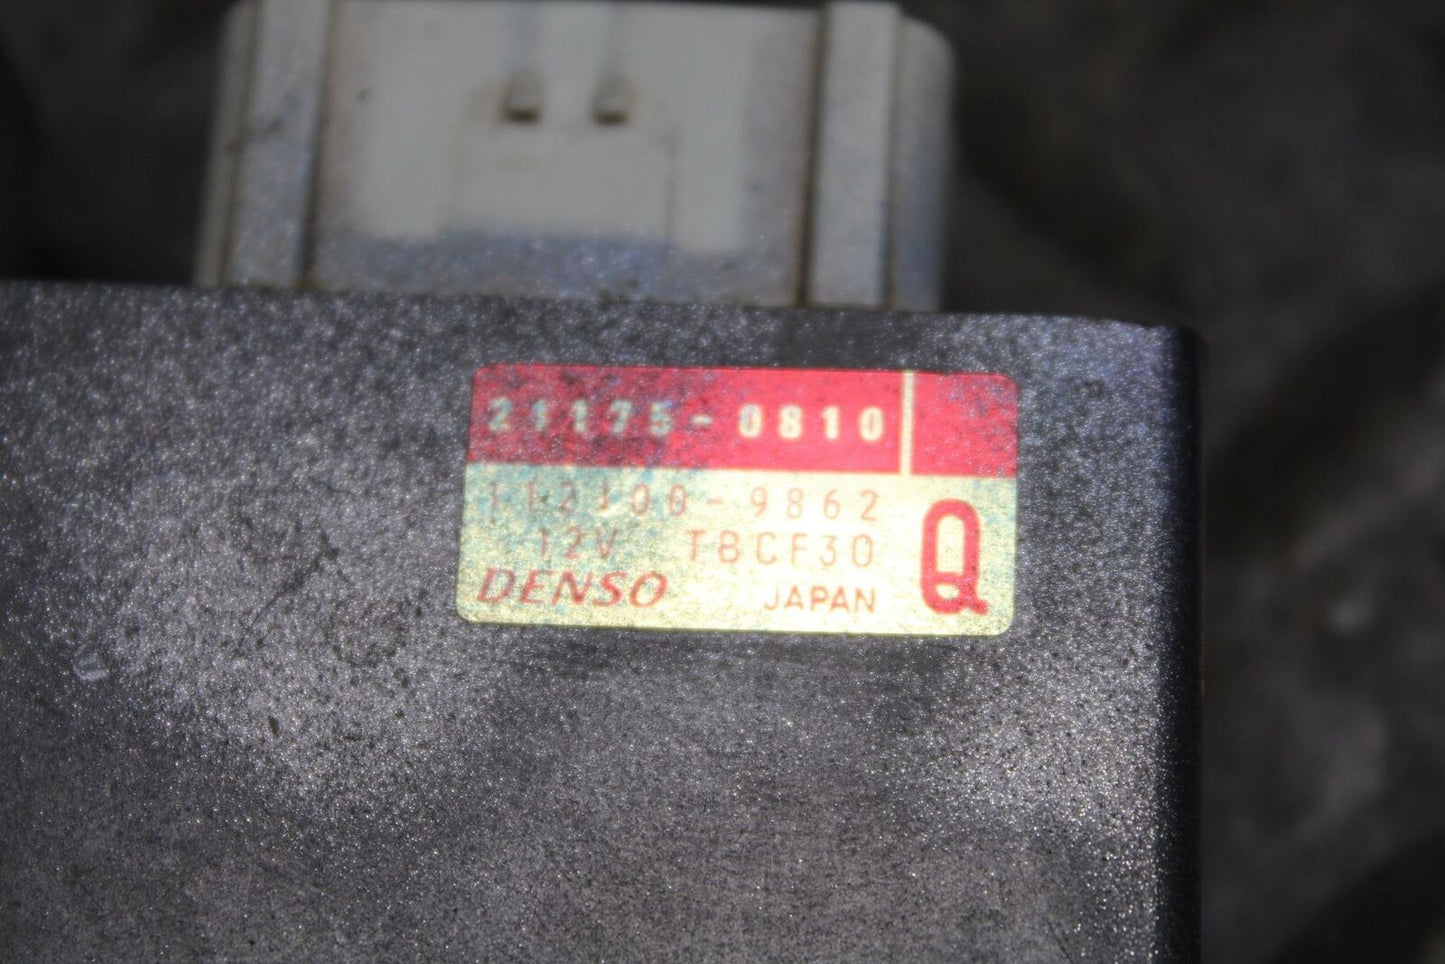 21175-0810
112100-9862
12V TBCF30
Q
DENSO JAPAN